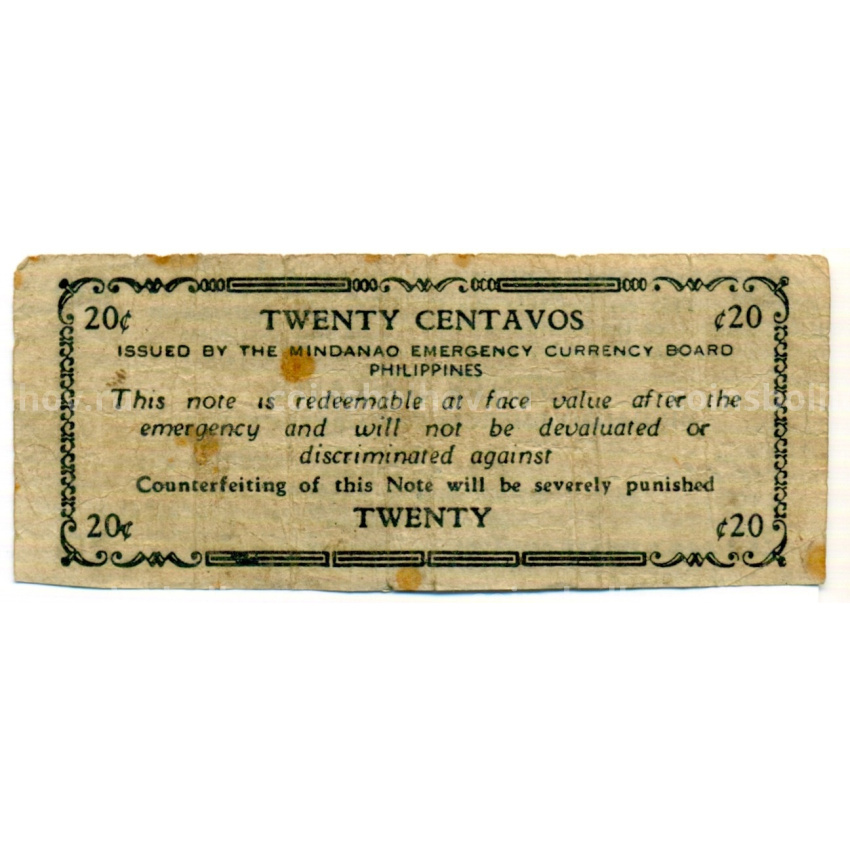 20¢ TWENTY CENTAVOS ¢20
ISSUED BY THE MINDANAO EMERGENCY CURRENCY BOARD
PHILIPPINES
This note is redeemable at face value after the
emergency and will not be devaluated or
discriminated against
Counterfeiting of this Note will be severely punished
20¢ TWENTY ¢20